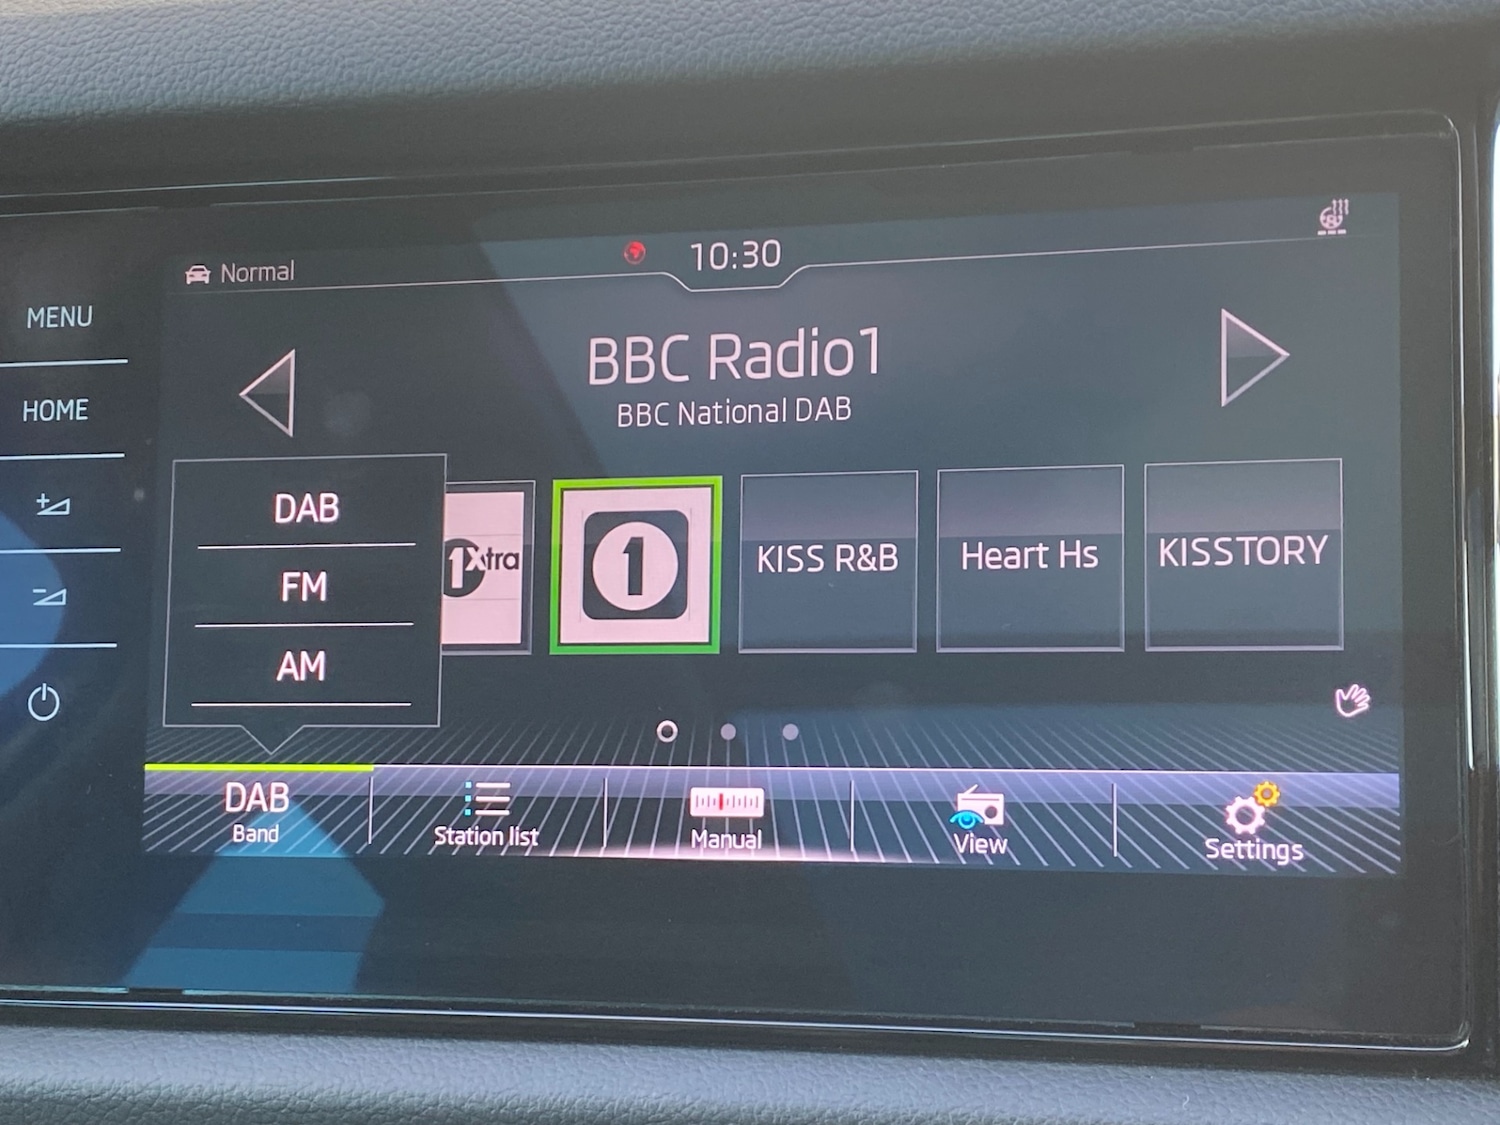 Normal
10:30
MENU
HOME
BBC Radio1
BBC National DAB
DAB
FM
AM
1Xtra
1
KISS R&B
Heart Hs
KISSTORY
DAB
Band
Station list
Manual
View
Settings